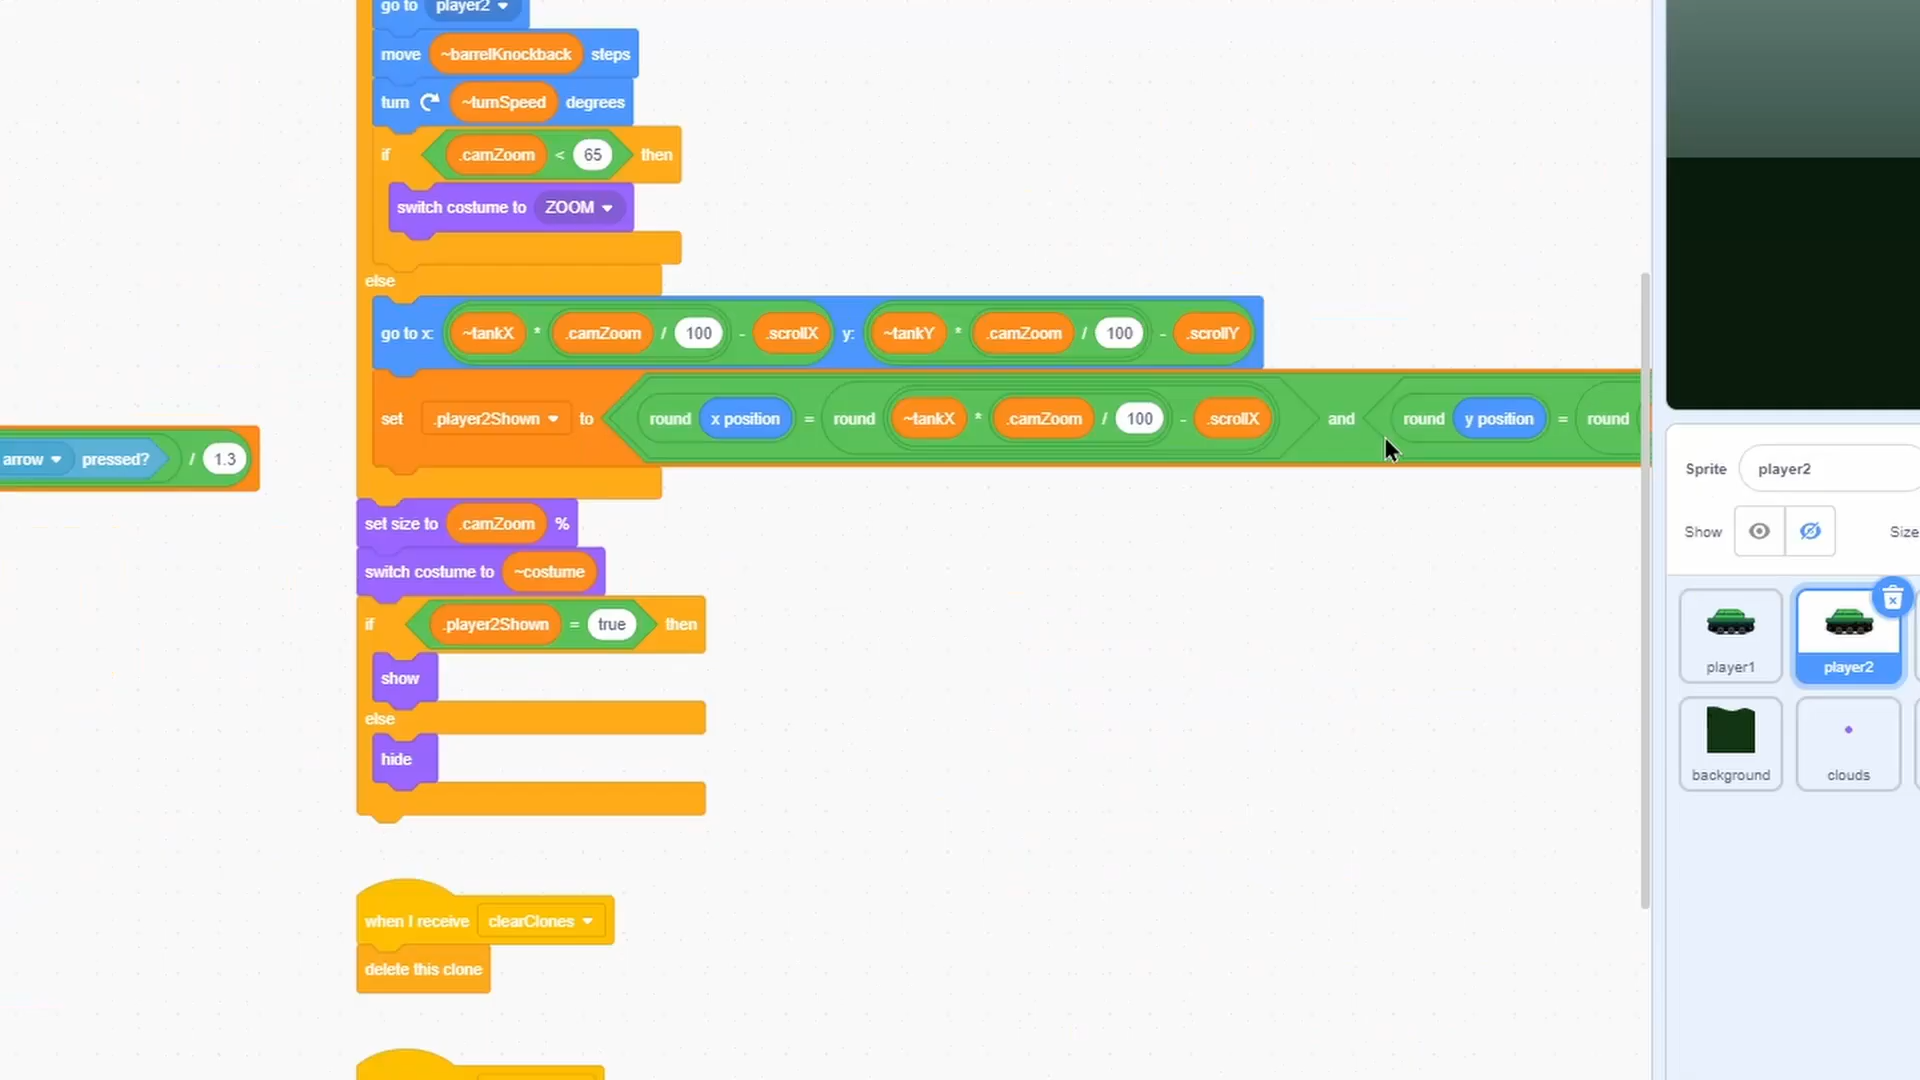 go to player2
move ~barrelKnockback steps
turn ~turnSpeed degrees
if .camZoom < 65 then
switch costume to ZOOM
else
go to x: ~tankX * .camZoom / 100 - .scrollX y: ~tankY * .camZoom / 100 - .scrollY
set .player2Shown to round x position = round ~tankX * .camZoom / 100 - .scrollX and round y position = round
arrow pressed? / 1.3
set size to .camZoom %
switch costume to ~costume
if .player2Shown = true then
show
else
hide
when I receive clearClones
delete this clone
Sprite player2
Show Size
player1 player2
background clouds